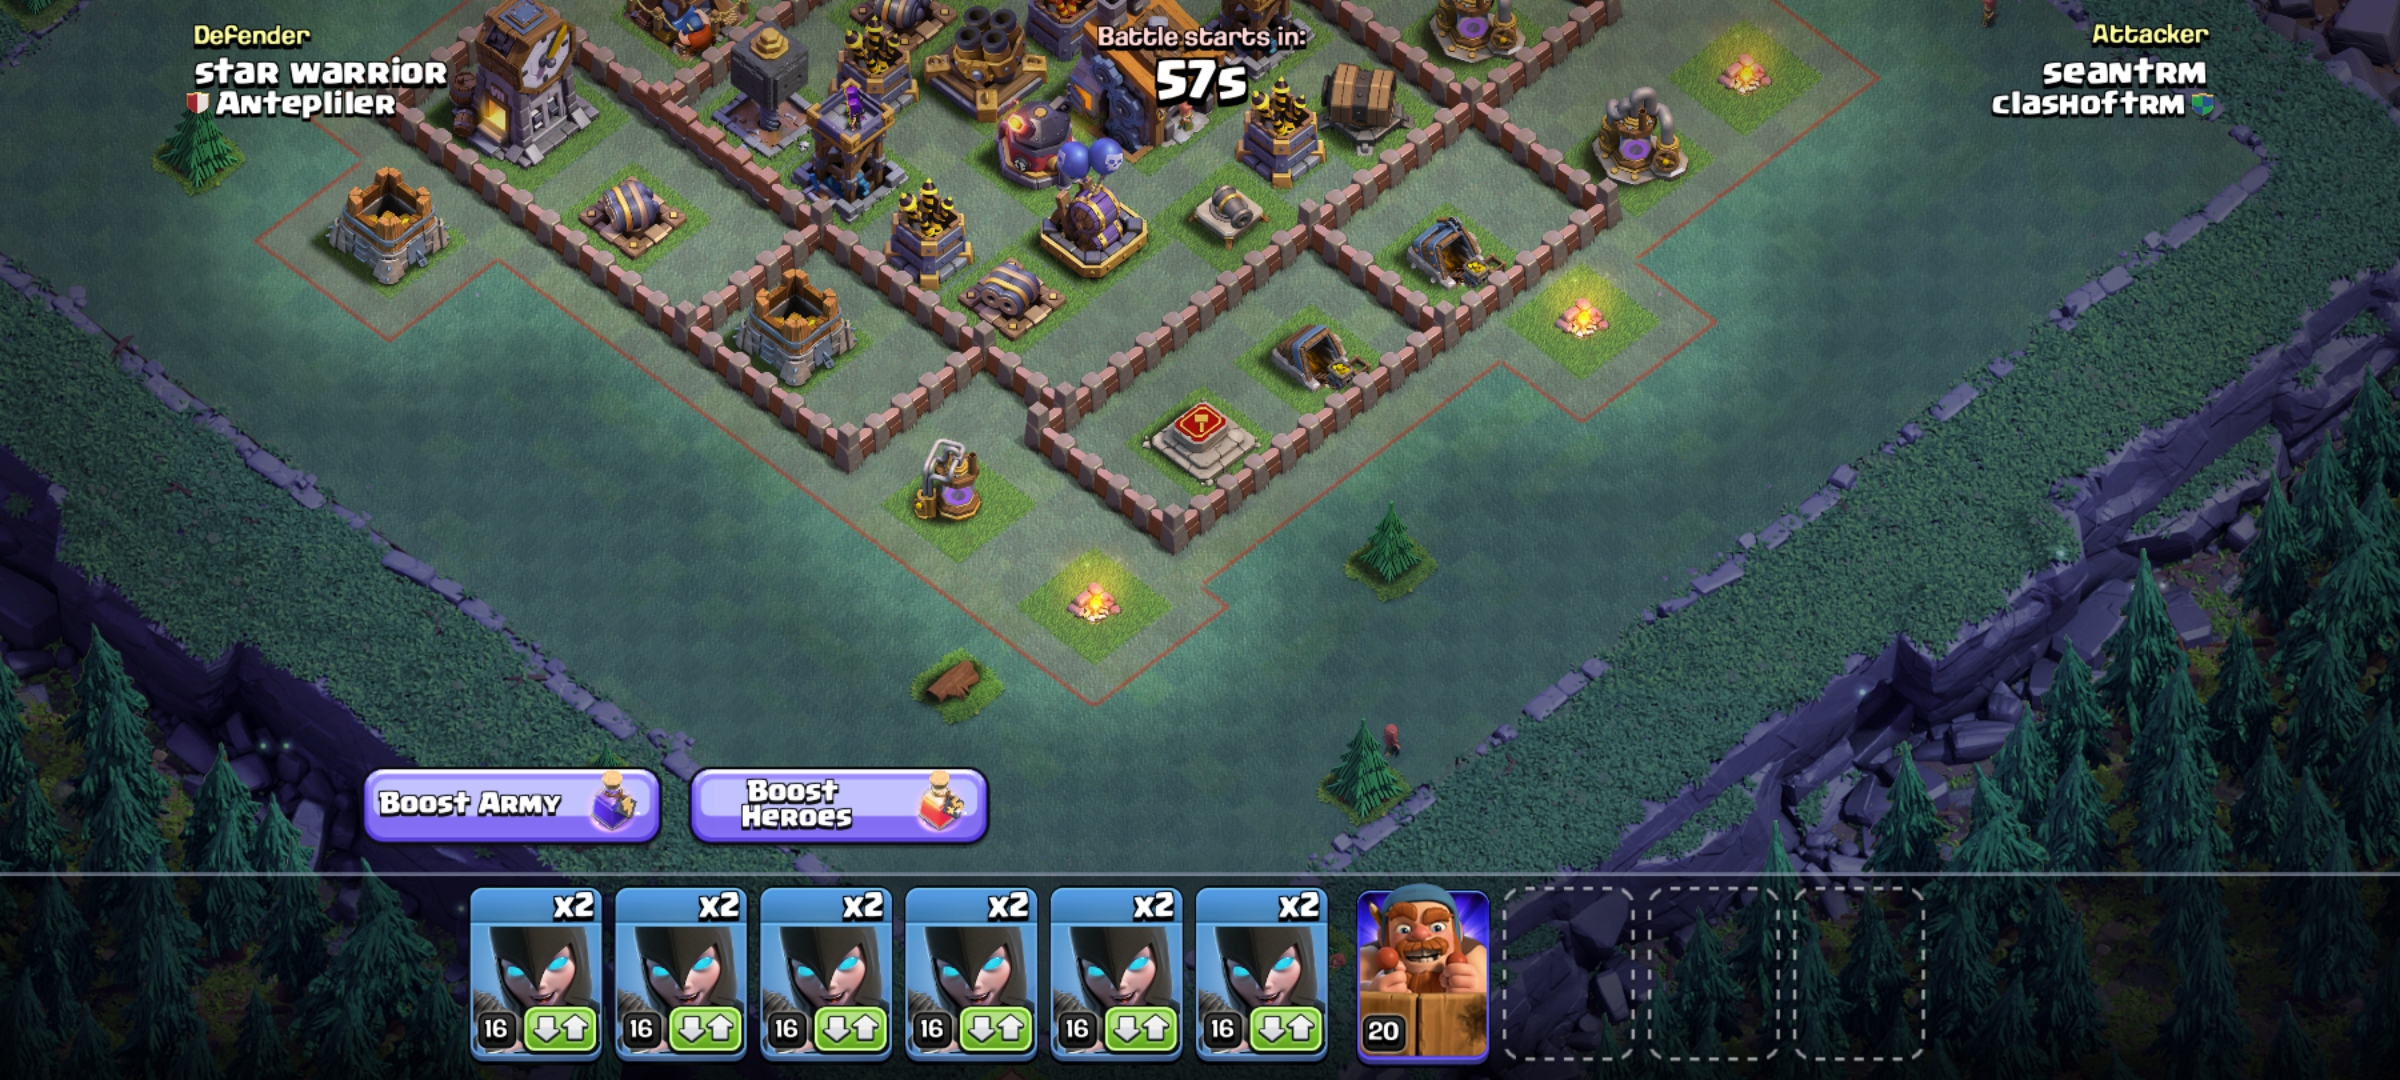 Defender
star warrior
Antepliler
Battle starts in:
57s
Attacker
seantrm
clashoftrm
Boost Army
Boost
Heroes
x2
x2
x2
x2
x2
x2
16
16
16
16
16
16
20